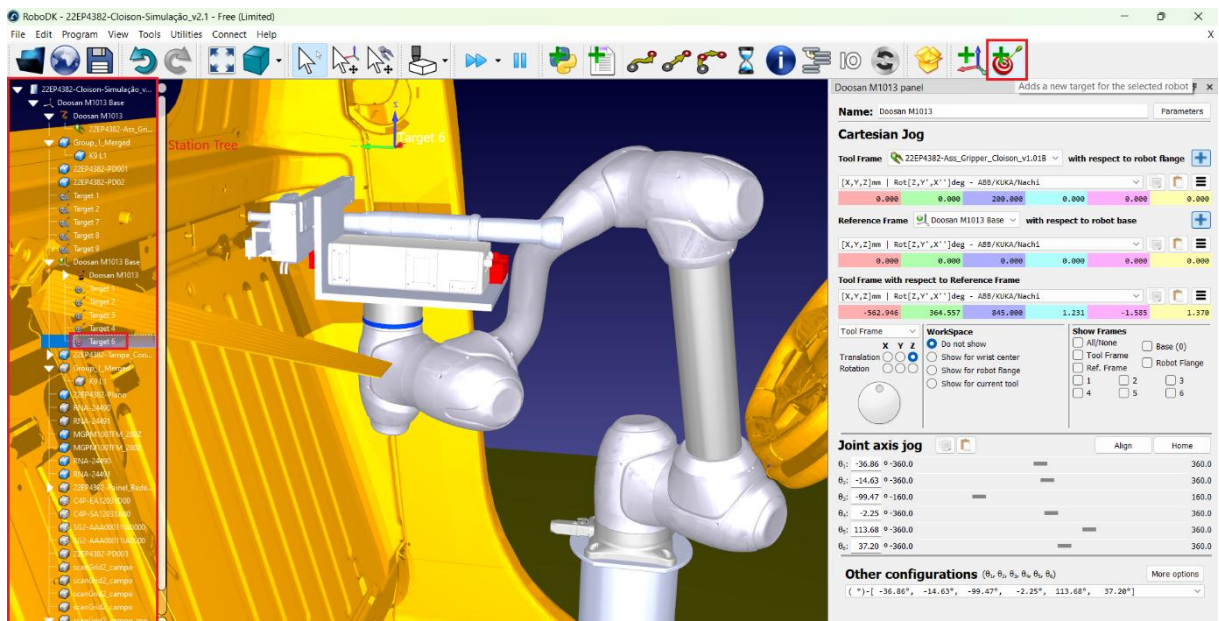 RoboDK - 22EP4382-Cloison-Simulação_v2.1 - Free (Limited)
File Edit Program View Tools Utilities Connect Help
X
22EP4382-Cloison-Simulação_v...
Doosan M1013 Base
Doosan M1013
22EP4382-Ass_Gri...
Group_1_Merged
K9 L1
22EP4382-PD001
22EP4382-PD02
Target 1
Target 2
Target 7
Target 8
Target 9
Doosan M1013 Base
Doosan M1013
Target 1
Target 2
Target 3
Target 4
Target 6
22EP4382-Tampa_Con...
Group_1_Merged
K9 L1
22EP4382-Plano
RNA-24490
RNA-24491
MGPM100TFM_280Z
MGPM100TFM_280Z
RNA-24490
RNA-24491
22EP4382-Painel_Rede...
22EP4382-PD003
scanGrid2_campo
scanGrid2_campo
scanGrid2_campo
scanGrid2_campo
Station Tree
z
Target 6
Doosan M1013 panel
Adds a new target for the selected robot
Name: Doosan M1013 Parameters
Cartesian Jog
Tool Frame 22EP4382-Ass_Gripper_Cloison_v1.01B with respect to robot flange
[X,Y,Z]mm | Rot[Z,Y',X'']deg - ABB/KUKA/Nachi
0.000 0.000 200.000 0.000 0.000 0.000
Reference Frame Doosan M1013 Base with respect to robot base
[X,Y,Z]mm | Rot[Z,Y',X'']deg - ABB/KUKA/Nachi
0.000 0.000 0.000 0.000 0.000 0.000
Tool Frame with respect to Reference Frame
[X,Y,Z]mm | Rot[Z,Y',X'']deg - ABB/KUKA/Nachi
-562.946 364.557 845.000 1.231 -1.585 1.370
Tool Frame
X Y Z
Translation
Rotation
WorkSpace
Do not show
Show for wrist center
Show for robot flange
Show for current tool
Show Frames
All/None Base (0)
Tool Frame Robot Flange
Ref. Frame
1 2 3
4 5 6
Joint axis jog Align Home
θ₁: -36.86 º -360.0 360.0
θ₂: -14.63 º -360.0 360.0
θ₃: -99.47 º -160.0 160.0
θ₄: -2.25 º -360.0 360.0
θ₅: 113.68 º -360.0 360.0
θ₆: 37.20 º -360.0 360.0
Other configurations (θ₁, θ₂, θ₃, θ₄, θ₅, θ₆) More options
( °)-[ -36.86°, -14.63°, -99.47°, -2.25°, 113.68°, 37.20°]